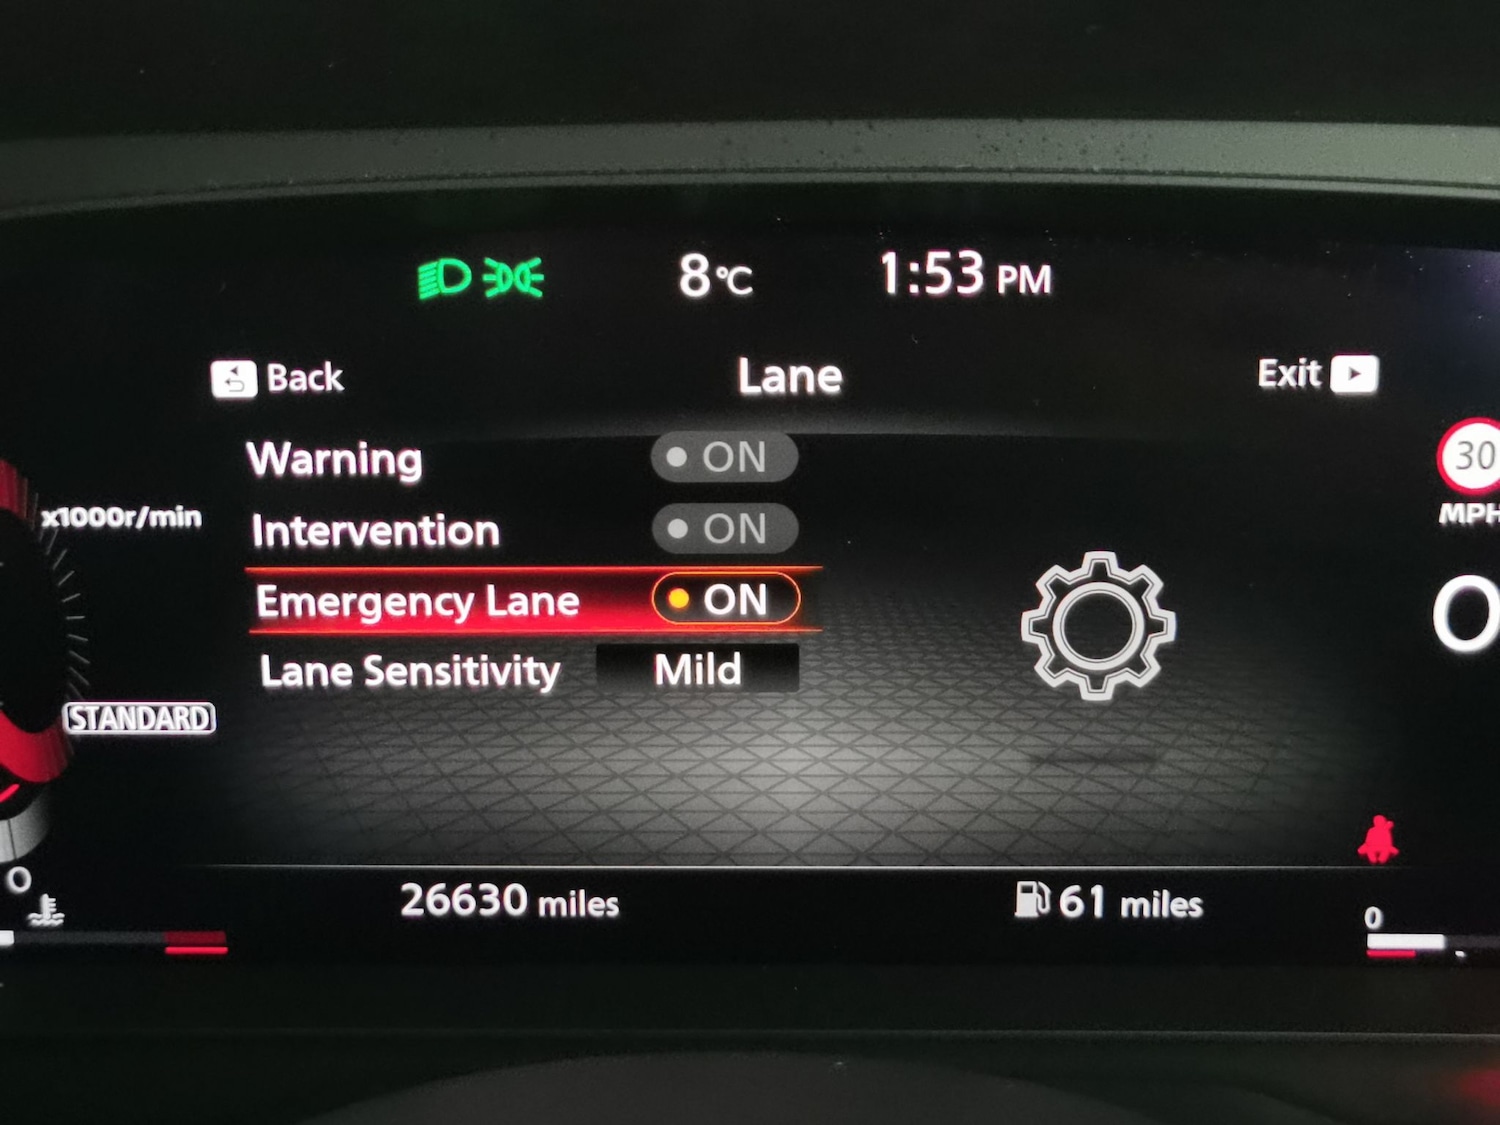 8°C 1:53 PM
Back Lane Exit
Warning ON
Intervention ON
Emergency Lane ON
Lane Sensitivity Mild
x1000r/min
STANDARD
30
MPH
0
0
26630 miles
61 miles
0